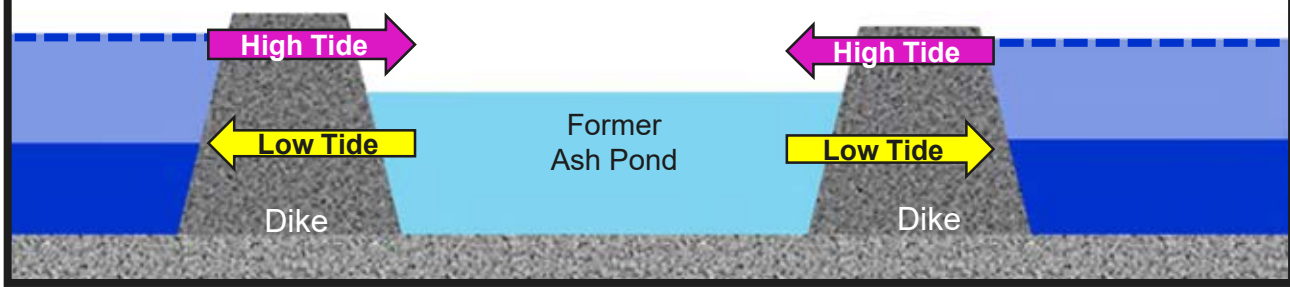 High Tide
High Tide
Low Tide
Former
Ash Pond
Low Tide
Dike
Dike